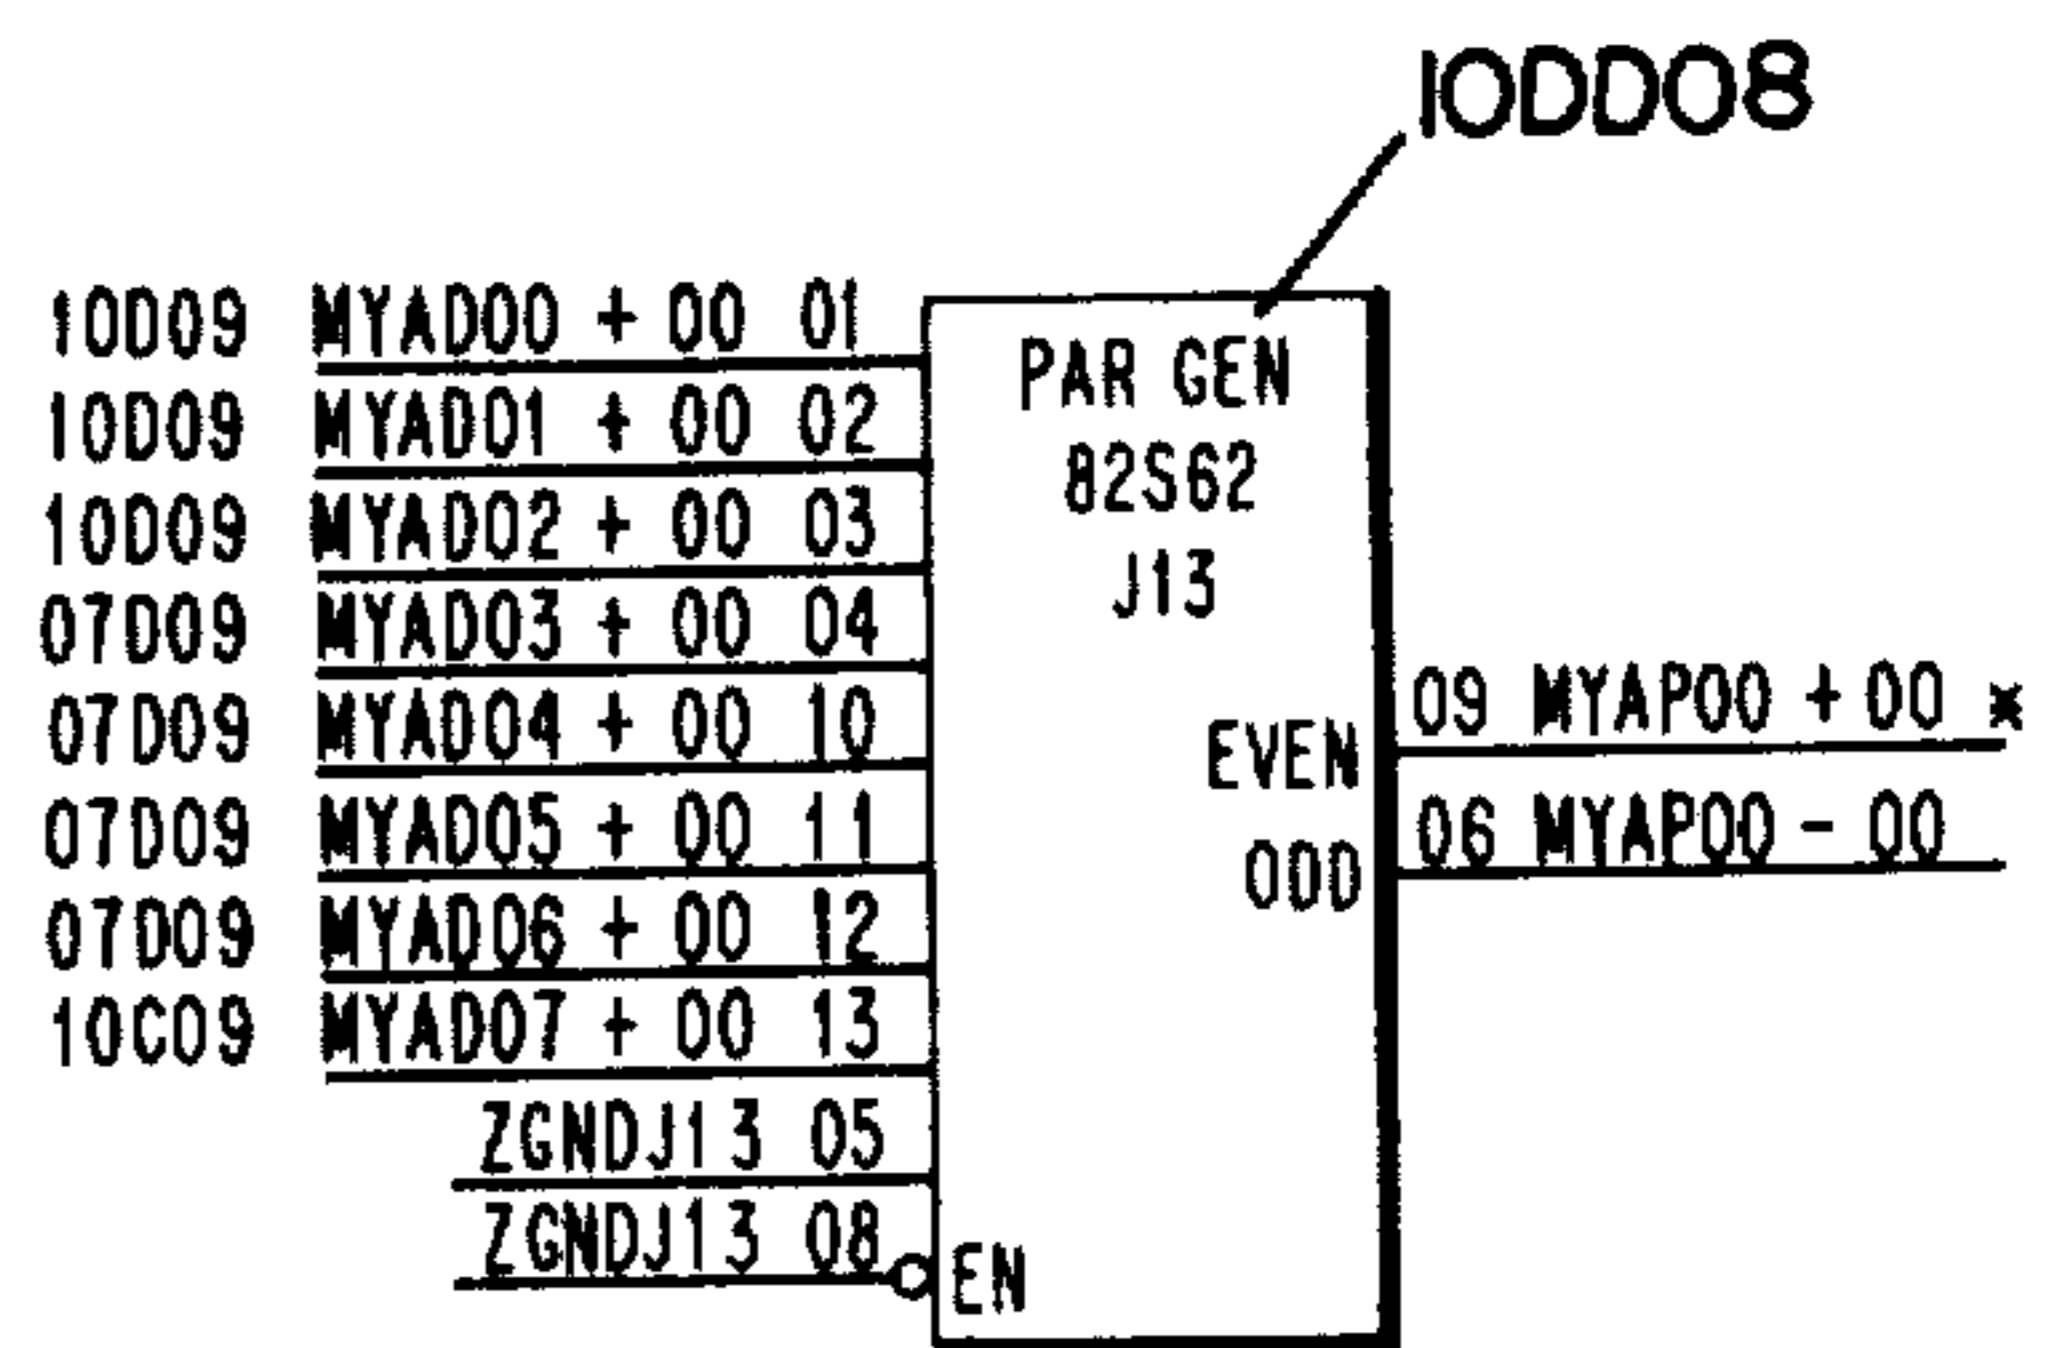 10DD08
10D09 MYAD00 + 00 01
10D09 MYAD01 + 00 02
10D09 MYAD02 + 00 03
07D09 MYAD03 + 00 04
07D09 MYAD04 + 00 10
07D09 MYAD05 + 00 11
07D09 MYAD06 + 00 12
10C09 MYAD07 + 00 13
ZGNDJ13 05
ZGNDJ13 08
PAR GEN
82S62
J13
EVEN
ODD
EN
09 MYAP00 + 00 *
06 MYAP00 - 00